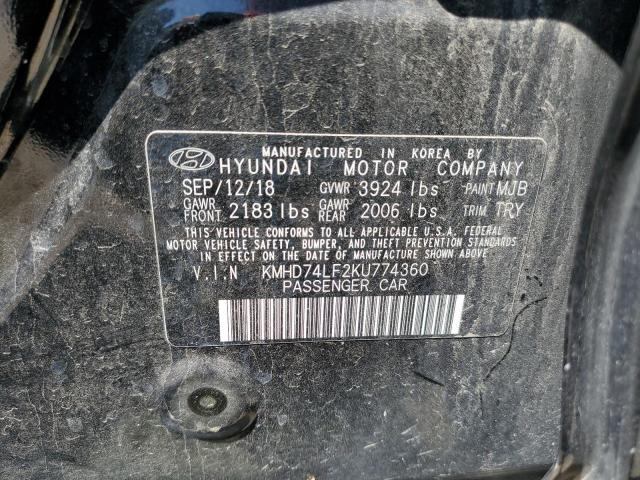 MANUFACTURED IN KOREA BY
HYUNDAI MOTOR COMPANY
SEP/12/18 GVWR 3924 lbs PAINT MJB
GAWR FRONT 2183 lbs GAWR REAR 2006 lbs TRIM TRY
THIS VEHICLE CONFORMS TO ALL APPLICABLE U.S.A. FEDERAL
MOTOR VEHICLE SAFETY, BUMPER, AND THEFT PREVENTION STANDARDS
IN EFFECT ON THE DATE OF MANUFACTURE SHOWN ABOVE.
V.I.N KMHD74LF2KU774360
PASSENGER CAR